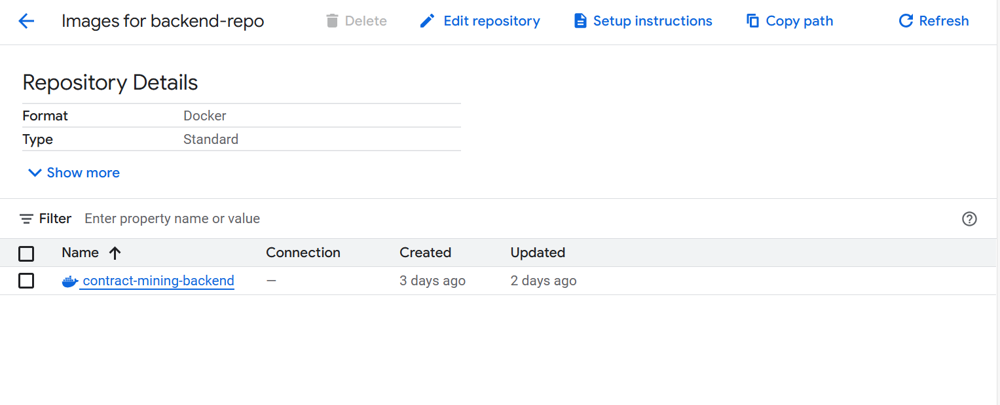 Images for backend-repo Delete Edit repository Setup instructions Copy path Refresh
Repository Details
Format Docker
Type Standard
Show more
Filter Enter property name or value
Name Connection Created Updated
contract-mining-backend — 3 days ago 2 days ago